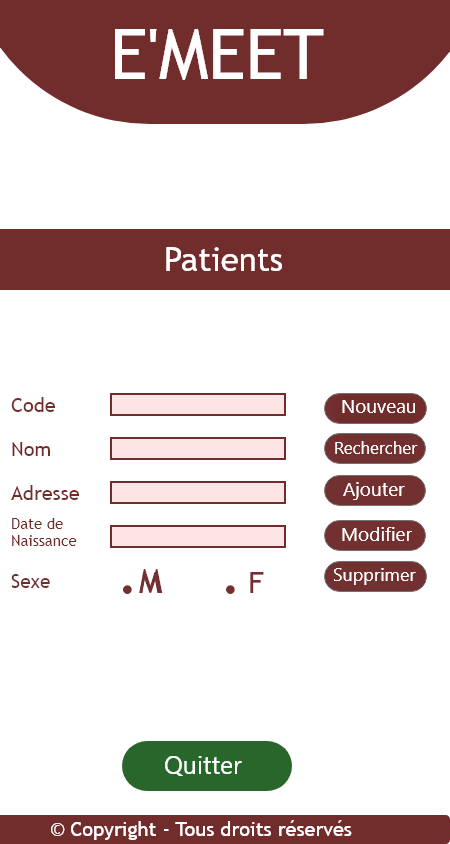 E'MEET
Patients
Code
Nouveau
Nom
Rechercher
Adresse
Ajouter
Date de
Naissance
Modifier
Sexe
. M
. F
Supprimer
Quitter
© Copyright - Tous droits réservés